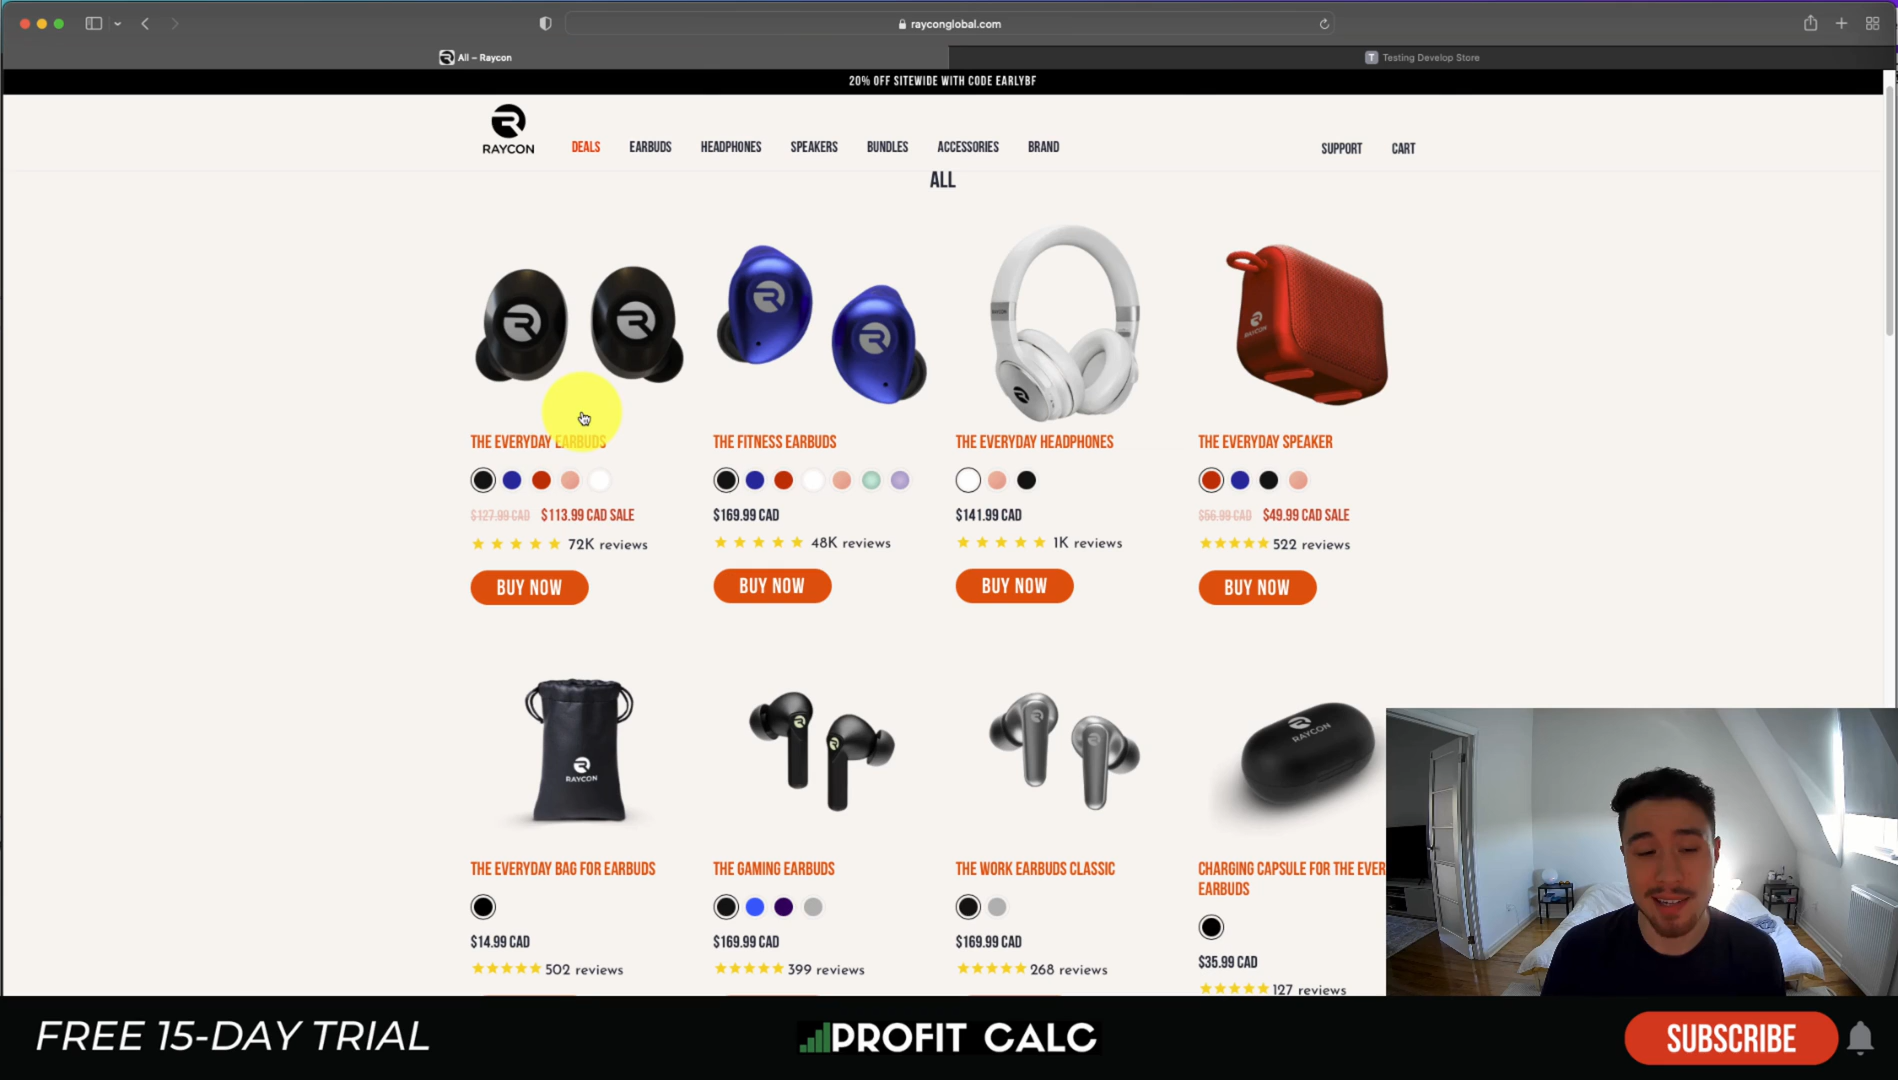 rayconglobal.com
All – Raycon
T Testing Develop Store
20% OFF SITEWIDE WITH CODE EARLYBF
RAYCON
DEALS EARBUDS HEADPHONES SPEAKERS BUNDLES ACCESSORIES BRAND SUPPORT CART
ALL
THE EVERYDAY EARBUDS THE FITNESS EARBUDS THE EVERYDAY HEADPHONES THE EVERYDAY SPEAKER
$127.99 CAD $113.99 CAD SALE $169.99 CAD $141.99 CAD $56.99 CAD $49.99 CAD SALE
72K reviews 48K reviews 1K reviews 522 reviews
BUY NOW BUY NOW BUY NOW BUY NOW
RAYCON
RAYCON
THE EVERYDAY BAG FOR EARBUDS THE GAMING EARBUDS THE WORK EARBUDS CLASSIC CHARGING CAPSULE FOR THE EVER
EARBUDS
$14.99 CAD $169.99 CAD $169.99 CAD $35.99 CAD
502 reviews 399 reviews 268 reviews 127 reviews
FREE 15-DAY TRIAL PROFIT CALC SUBSCRIBE